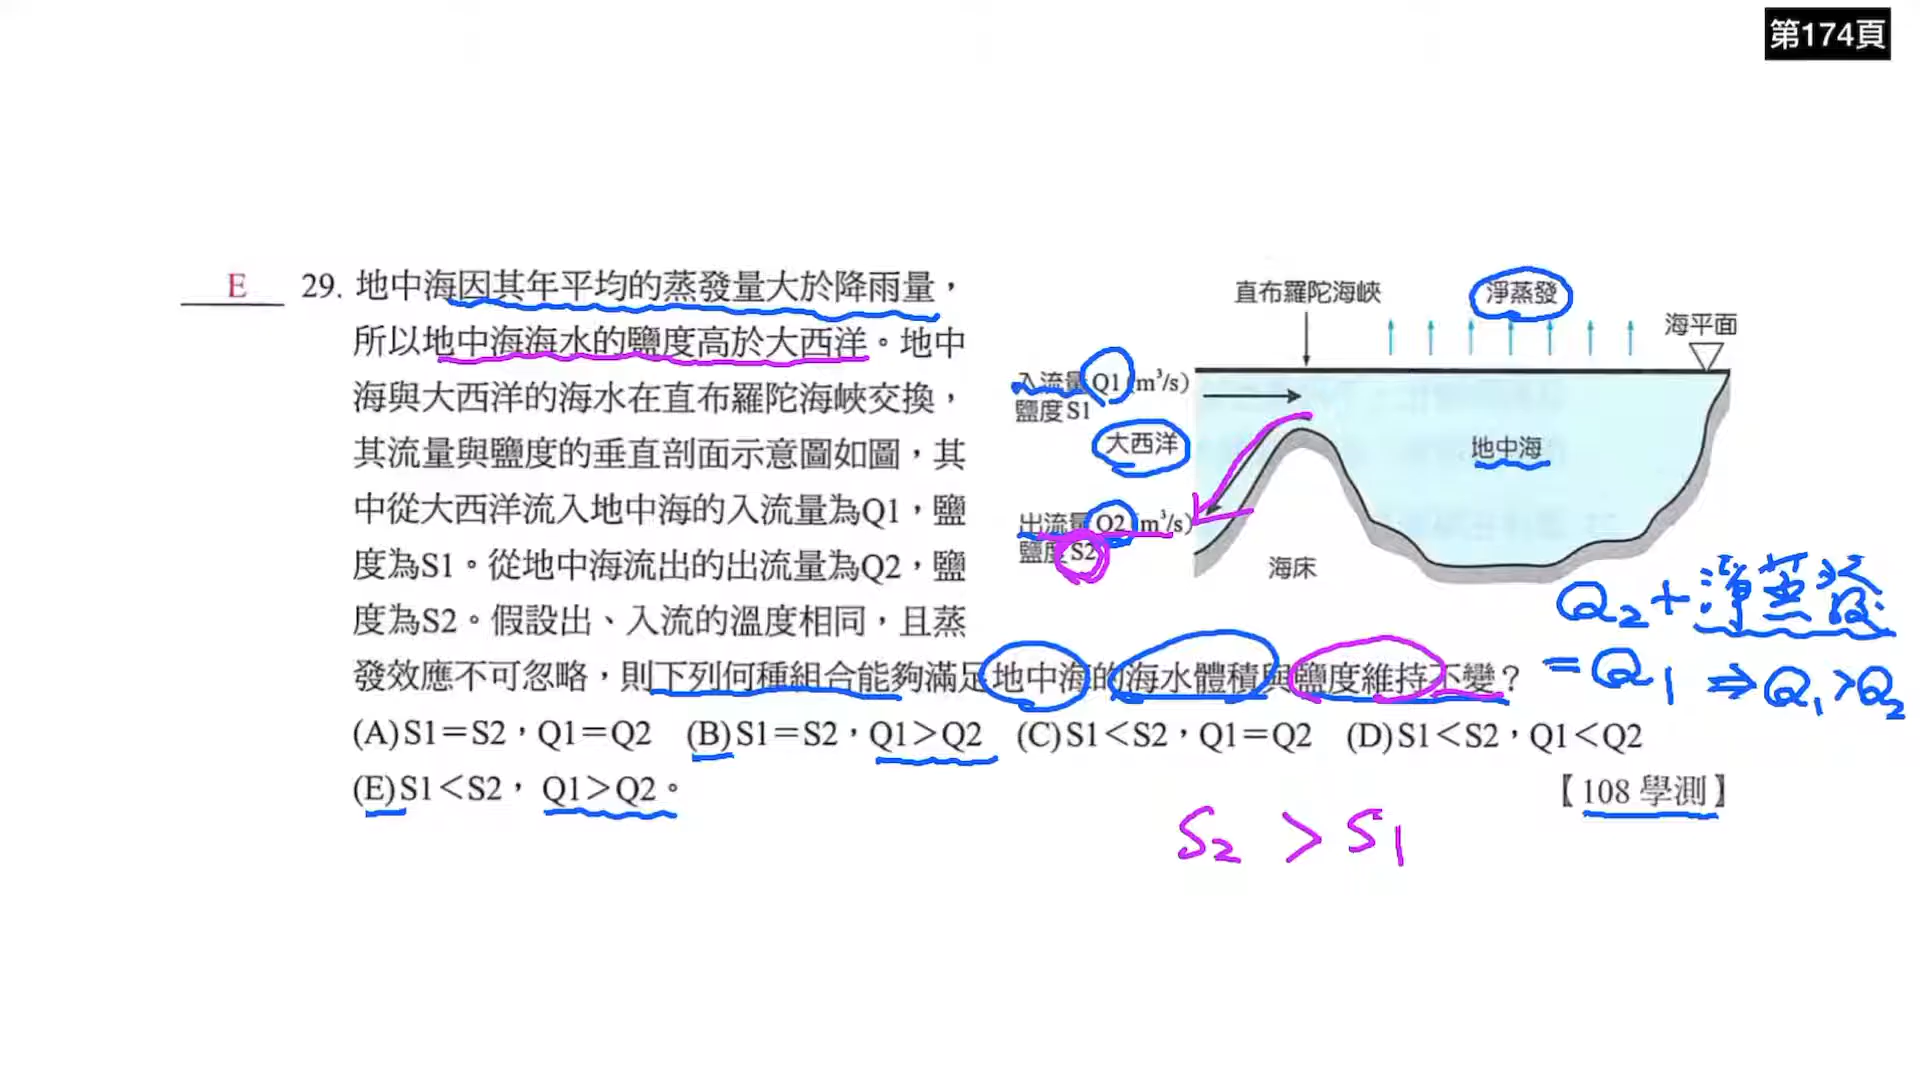 第174頁
E 29. 地中海因其年平均的蒸發量大於降雨量，
所以地中海海水的鹽度高於大西洋。地中
海與大西洋的海水在直布羅陀海峽交換，
其流量與鹽度的垂直剖面示意圖如圖，其
中從大西洋流入地中海的入流量為Q1，鹽
度為S1。從地中海流出的出流量為Q2，鹽
度為S2。假設出、入流的溫度相同，且蒸
發效應不可忽略，則下列何種組合能夠滿足地中海的海水體積與鹽度維持不變？
(A)S1＝S2，Q1＝Q2 (B)S1＝S2，Q1＞Q2 (C)S1＜S2，Q1＝Q2 (D)S1＜S2，Q1＜Q2
(E)S1＜S2，Q1＞Q2。
【108 學測】
直布羅陀海峽
淨蒸發
海平面
入流量Q1(m³/s)
鹽度S1
大西洋
地中海
出流量Q2(m³/s)
鹽度S2
海床
Q2+淨蒸發
=Q1⇒Q1>Q2
S2 > S1